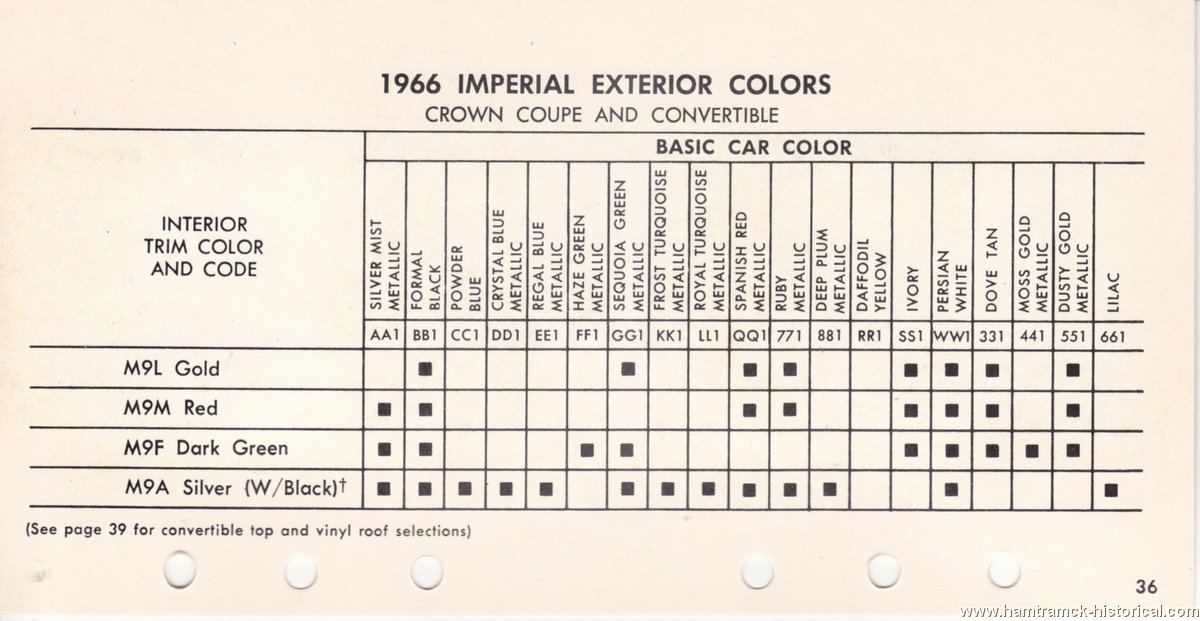 1966 IMPERIAL EXTERIOR COLORS
CROWN COUPE AND CONVERTIBLE
BASIC CAR COLOR
INTERIOR
TRIM COLOR
AND CODE
SILVER MIST
METALLIC
FORMAL
BLACK
POWDER
BLUE
CRYSTAL BLUE
METALLIC
REGAL BLUE
METALLIC
HAZE GREEN
METALLIC
SEQUOIA GREEN
METALLIC
FROST TURQUOISE
METALLIC
ROYAL TURQUOISE
METALLIC
SPANISH RED
METALLIC
RUBY
METALLIC
DEEP PLUM
METALLIC
DAFFODIL
YELLOW
IVORY
PERSIAN
WHITE
DOVE TAN
MOSS GOLD
METALLIC
DUSTY GOLD
METALLIC
LILAC
AA1 BB1 CC1 DD1 EE1 FF1 GG1 KK1 LL1 QQ1 771 881 RR1 SS1 WW1 331 441 551 661
M9L Gold
M9M Red
M9F Dark Green
M9A Silver (W/Black)†
(See page 39 for convertible top and vinyl roof selections)
36
www.hamtramck-historical.com